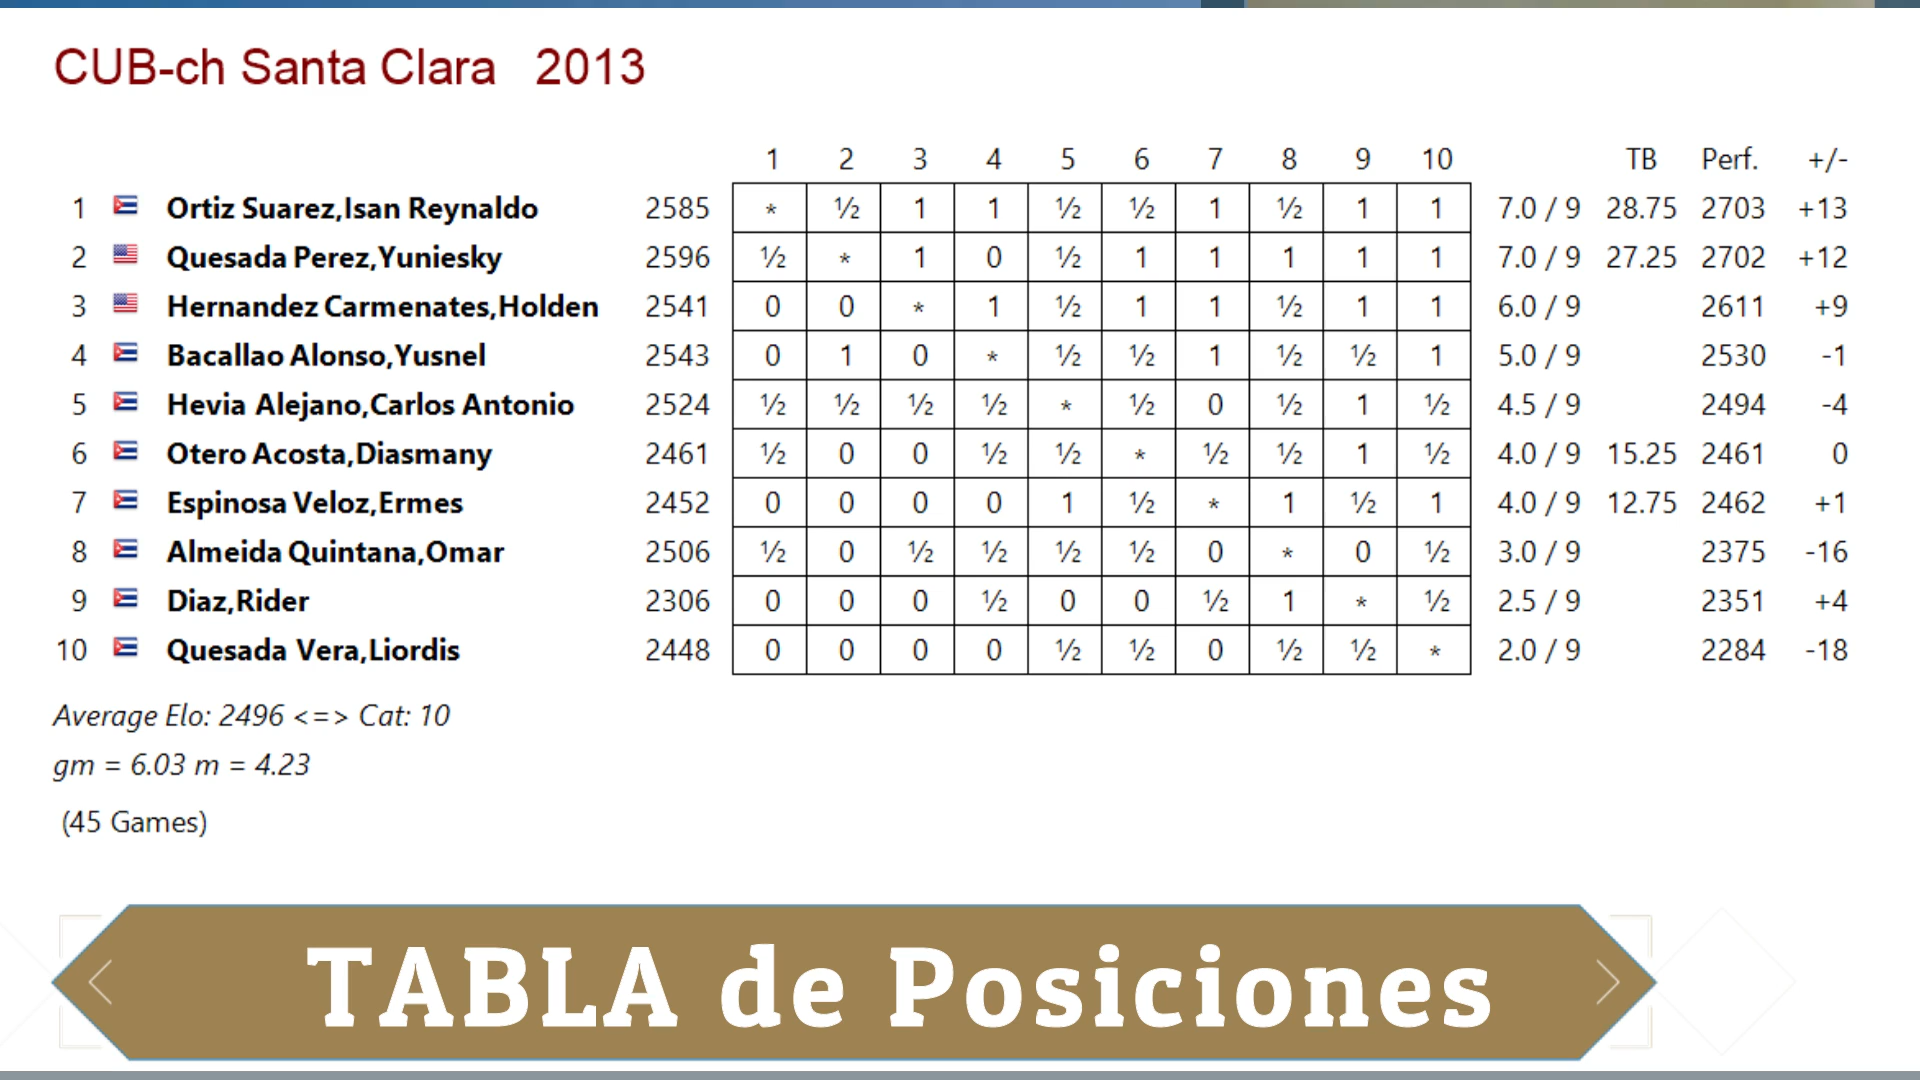 CUB-ch Santa Clara 2013
1 2 3 4 5 6 7 8 9 10 TB Perf. +/-
1 Ortiz Suarez,Isan Reynaldo 2585 * ½ 1 1 ½ ½ 1 ½ 1 1 7.0 / 9 28.75 2703 +13
2 Quesada Perez,Yuniesky 2596 ½ * 1 0 ½ 1 1 1 1 1 7.0 / 9 27.25 2702 +12
3 Hernandez Carmenates,Holden 2541 0 0 * 1 ½ 1 1 ½ 1 1 6.0 / 9 2611 +9
4 Bacallao Alonso,Yusnel 2543 0 1 0 * ½ ½ 1 ½ ½ 1 5.0 / 9 2530 -1
5 Hevia Alejano,Carlos Antonio 2524 ½ ½ ½ ½ * ½ 0 ½ 1 ½ 4.5 / 9 2494 -4
6 Otero Acosta,Diasmany 2461 ½ 0 0 ½ ½ * ½ ½ 1 ½ 4.0 / 9 15.25 2461 0
7 Espinosa Veloz,Ermes 2452 0 0 0 0 1 ½ * 1 ½ 1 4.0 / 9 12.75 2462 +1
8 Almeida Quintana,Omar 2506 ½ 0 ½ ½ ½ ½ 0 * 0 ½ 3.0 / 9 2375 -16
9 Diaz,Rider 2306 0 0 0 ½ 0 0 ½ 1 * ½ 2.5 / 9 2351 +4
10 Quesada Vera,Liordis 2448 0 0 0 0 ½ ½ 0 ½ ½ * 2.0 / 9 2284 -18
Average Elo: 2496 <=> Cat: 10
gm = 6.03 m = 4.23
(45 Games)
TABLA de Posiciones